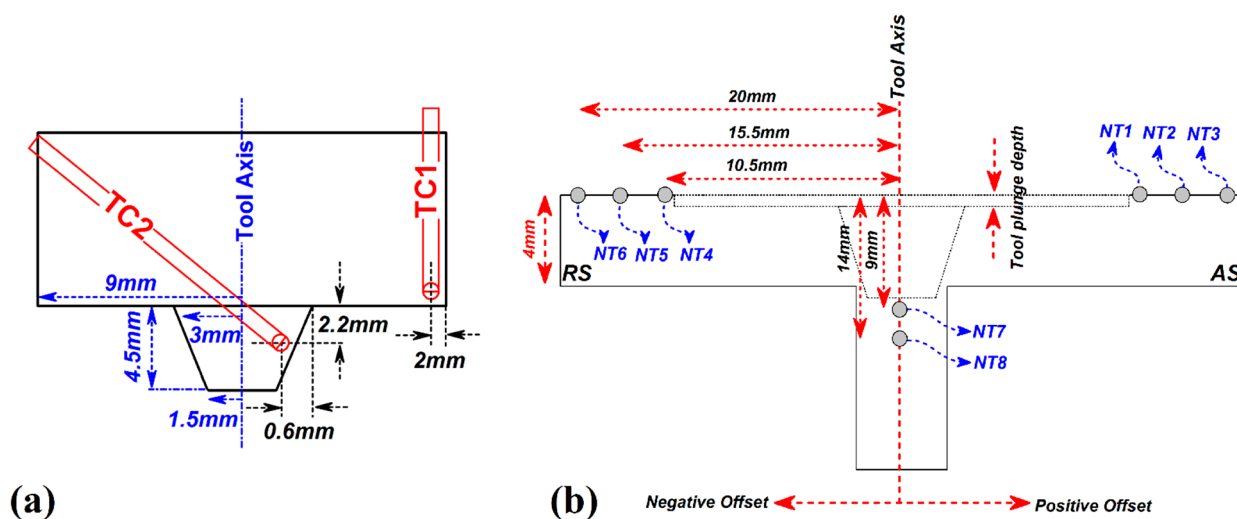 TC2
Tool Axis
TC1
9mm
3mm
4.5mm
1.5mm
2.2mm
2mm
0.6mm
(a)
Tool Axis
20mm
15.5mm
10.5mm
Tool plunge depth
NT1
NT2
NT3
4mm
NT6
NT5
NT4
14mm
9mm
RS
AS
NT7
NT8
(b)
Negative Offset
Positive Offset